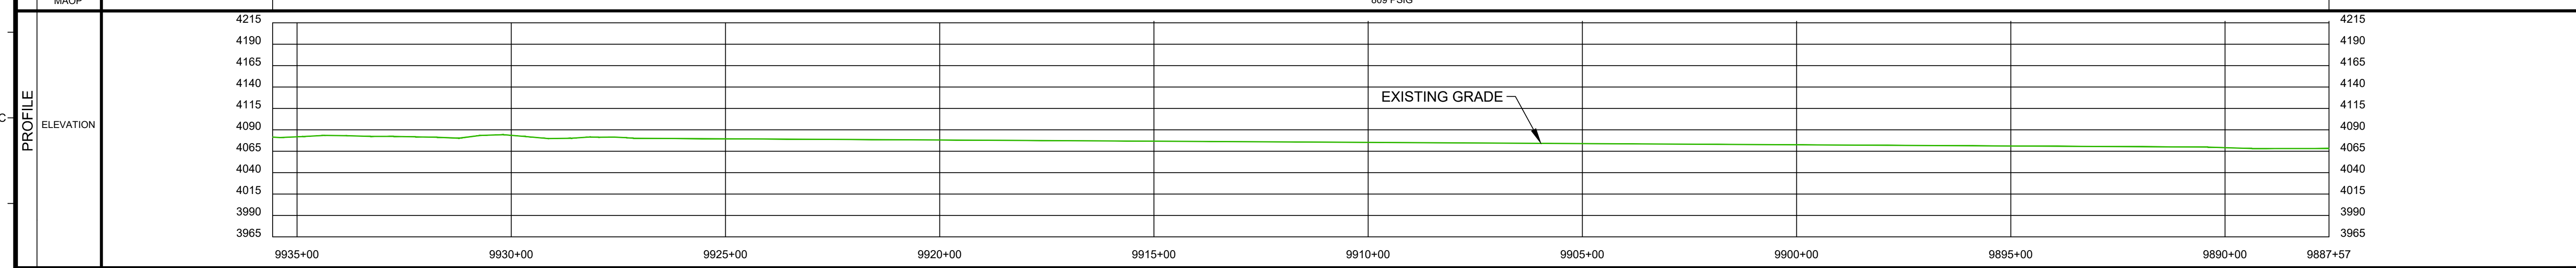 MAOP
809 PSIG
4215 4215
4190 4190
4165 4165
4140 4140
EXISTING GRADE
4115 4115
C
PROFILE
ELEVATION
4090 4090
4065 4065
4040 4040
4015 4015
3990 3990
3965 3965
9935+00 9930+00 9925+00 9920+00 9915+00 9910+00 9905+00 9900+00 9895+00 9890+00 9887+57